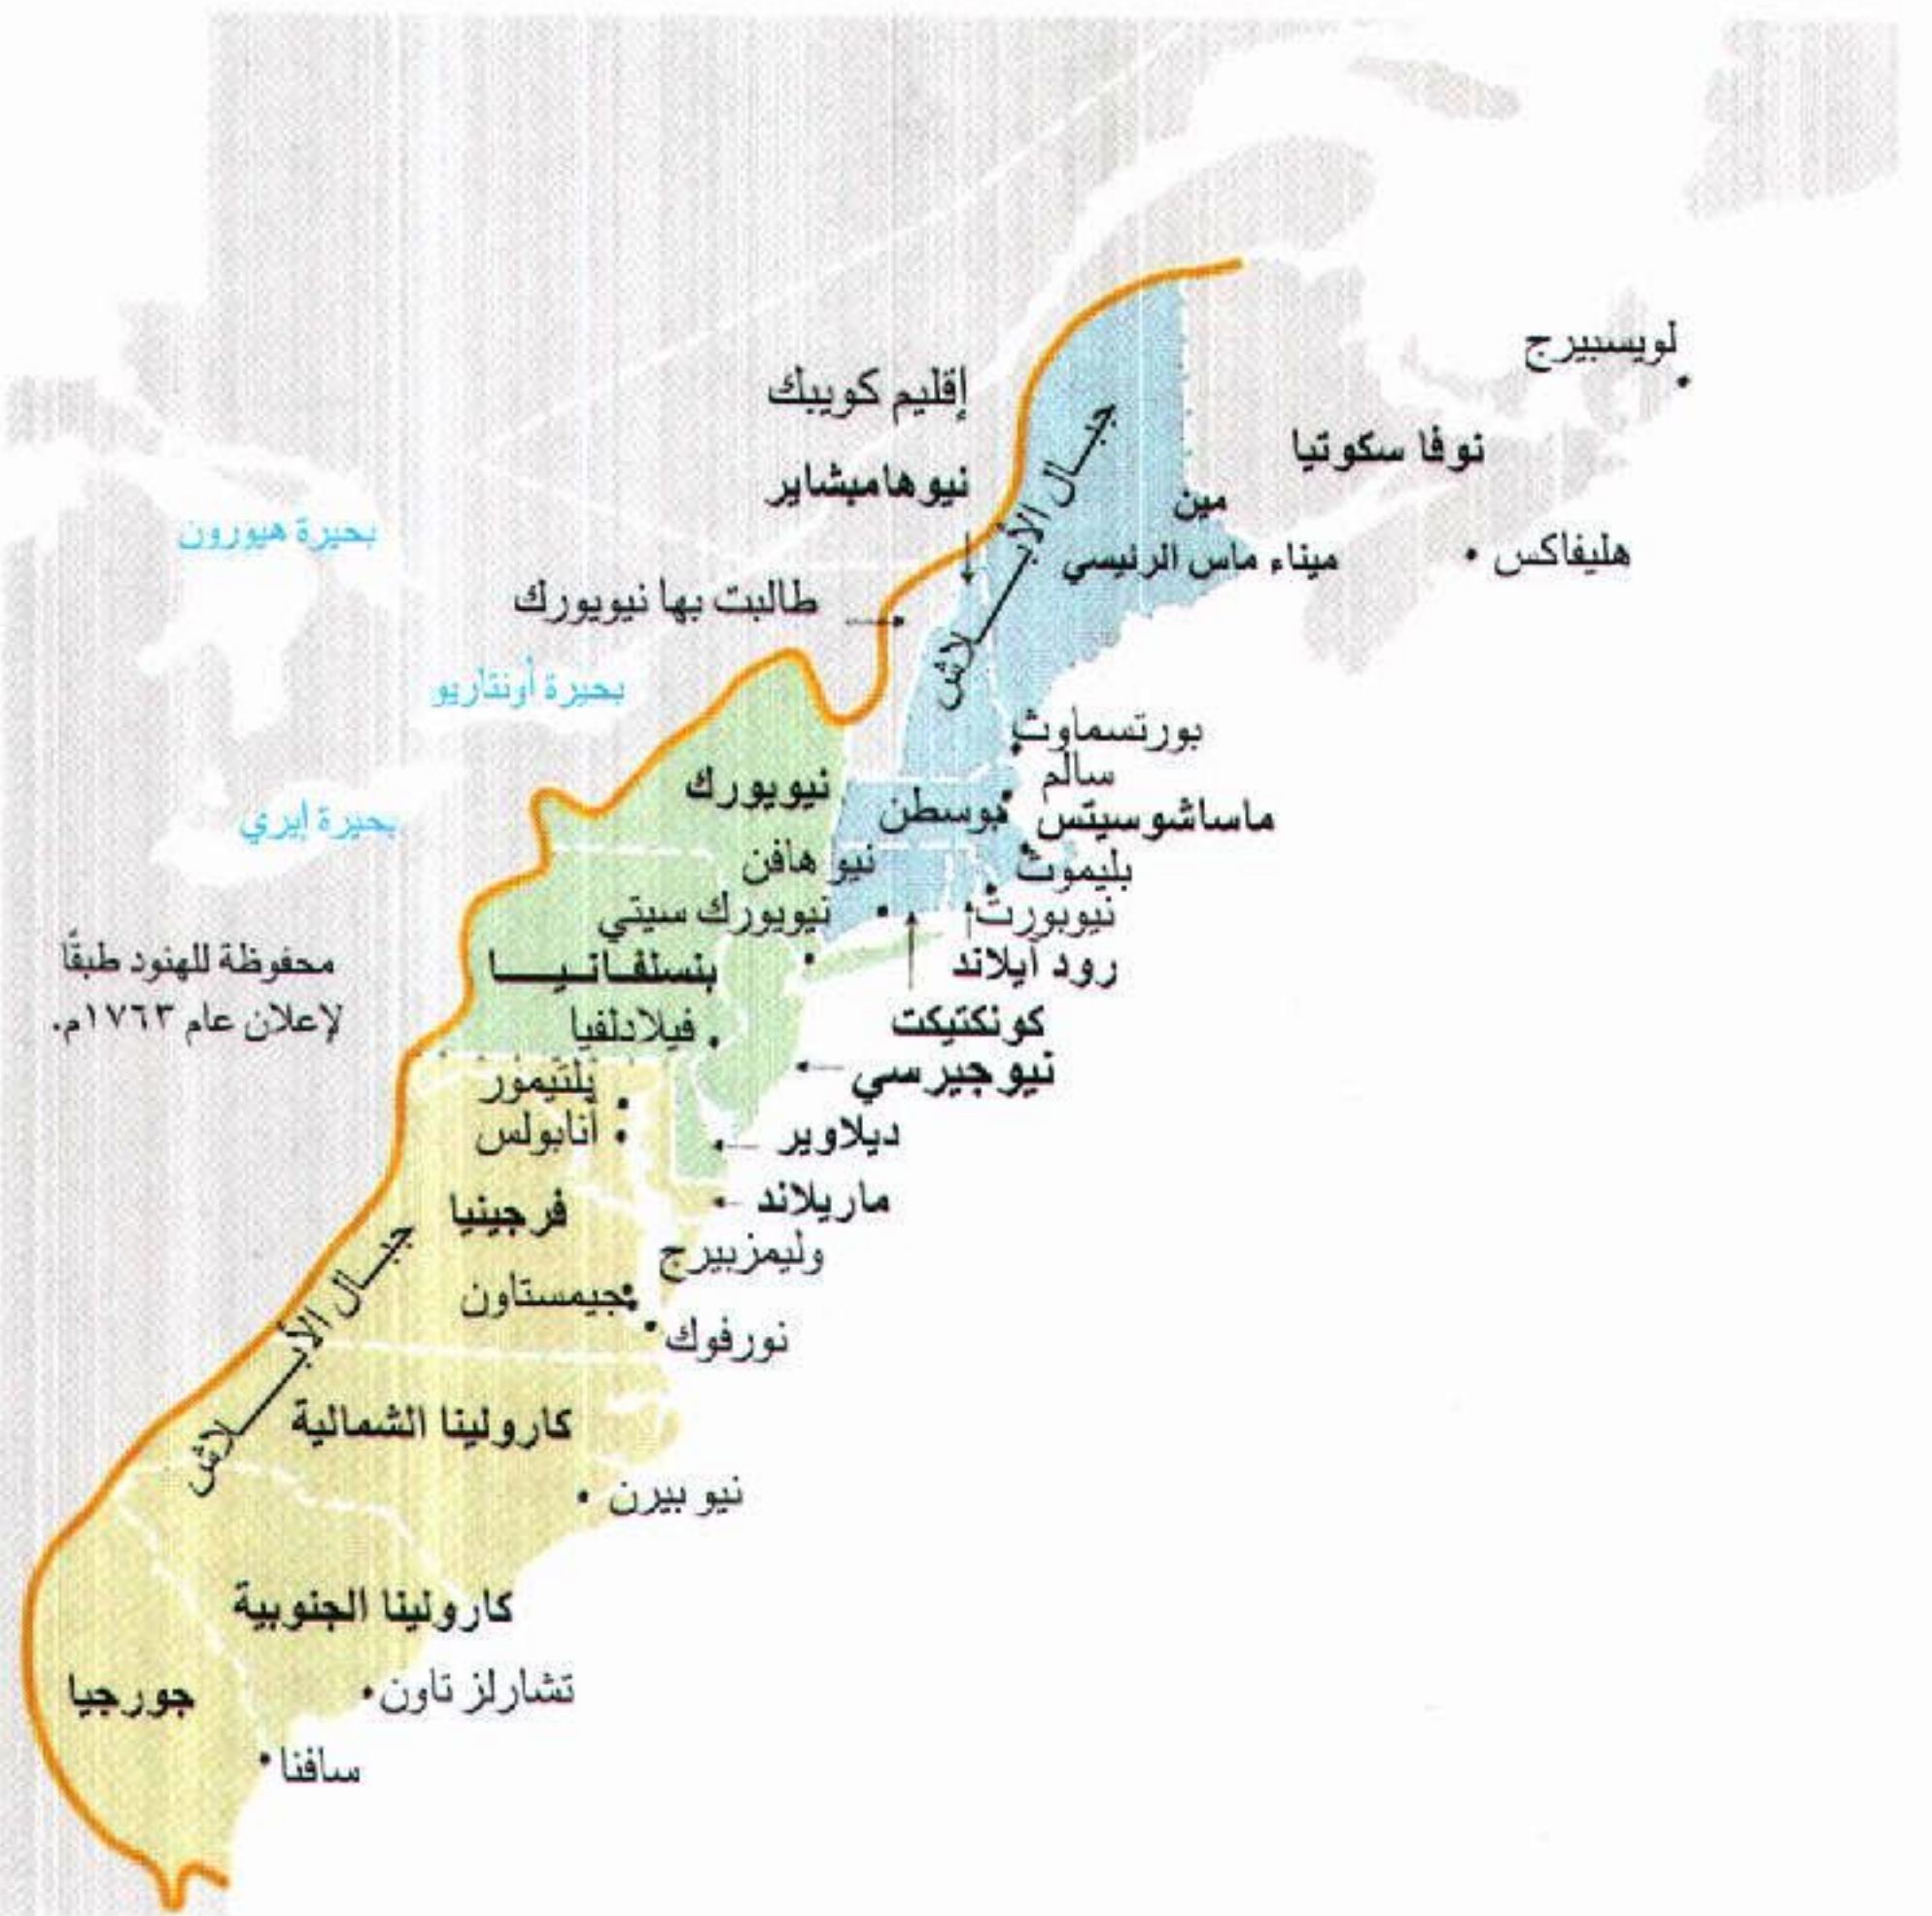 لويسبيرج
إقليم كويبك
نوفا سكوتيا
نيوهامبشاير
جبال الأبلاش
مين
بحيرة هيورون
ميناء ماس الرئيسي
هليفاكس
طالبت بها نيويورك
بحيرة أونتاريو
بورتسماوث
سالم
نيويورك
بوسطن
ماساشوسيتس
بحيرة إيري
نيو هافن
بليموث
نيويورك سيتي
نيوبورت
رود آيلاند
بنسلفانيا
محفوظة للهنود طبقًا
لإعلان عام ١٧٦٣م.
كونكتيكت
فيلادلفيا
نيوجيرسي
بلتيمور
أنابولس
ديلاوير
ماريلاند
فرجينيا
وليمزبيرج
جيمستاون
نورفوك
جبال الأبلاش
كارولينا الشمالية
نيو بيرن
كارولينا الجنوبية
تشارلز تاون
جورجيا
سافنا